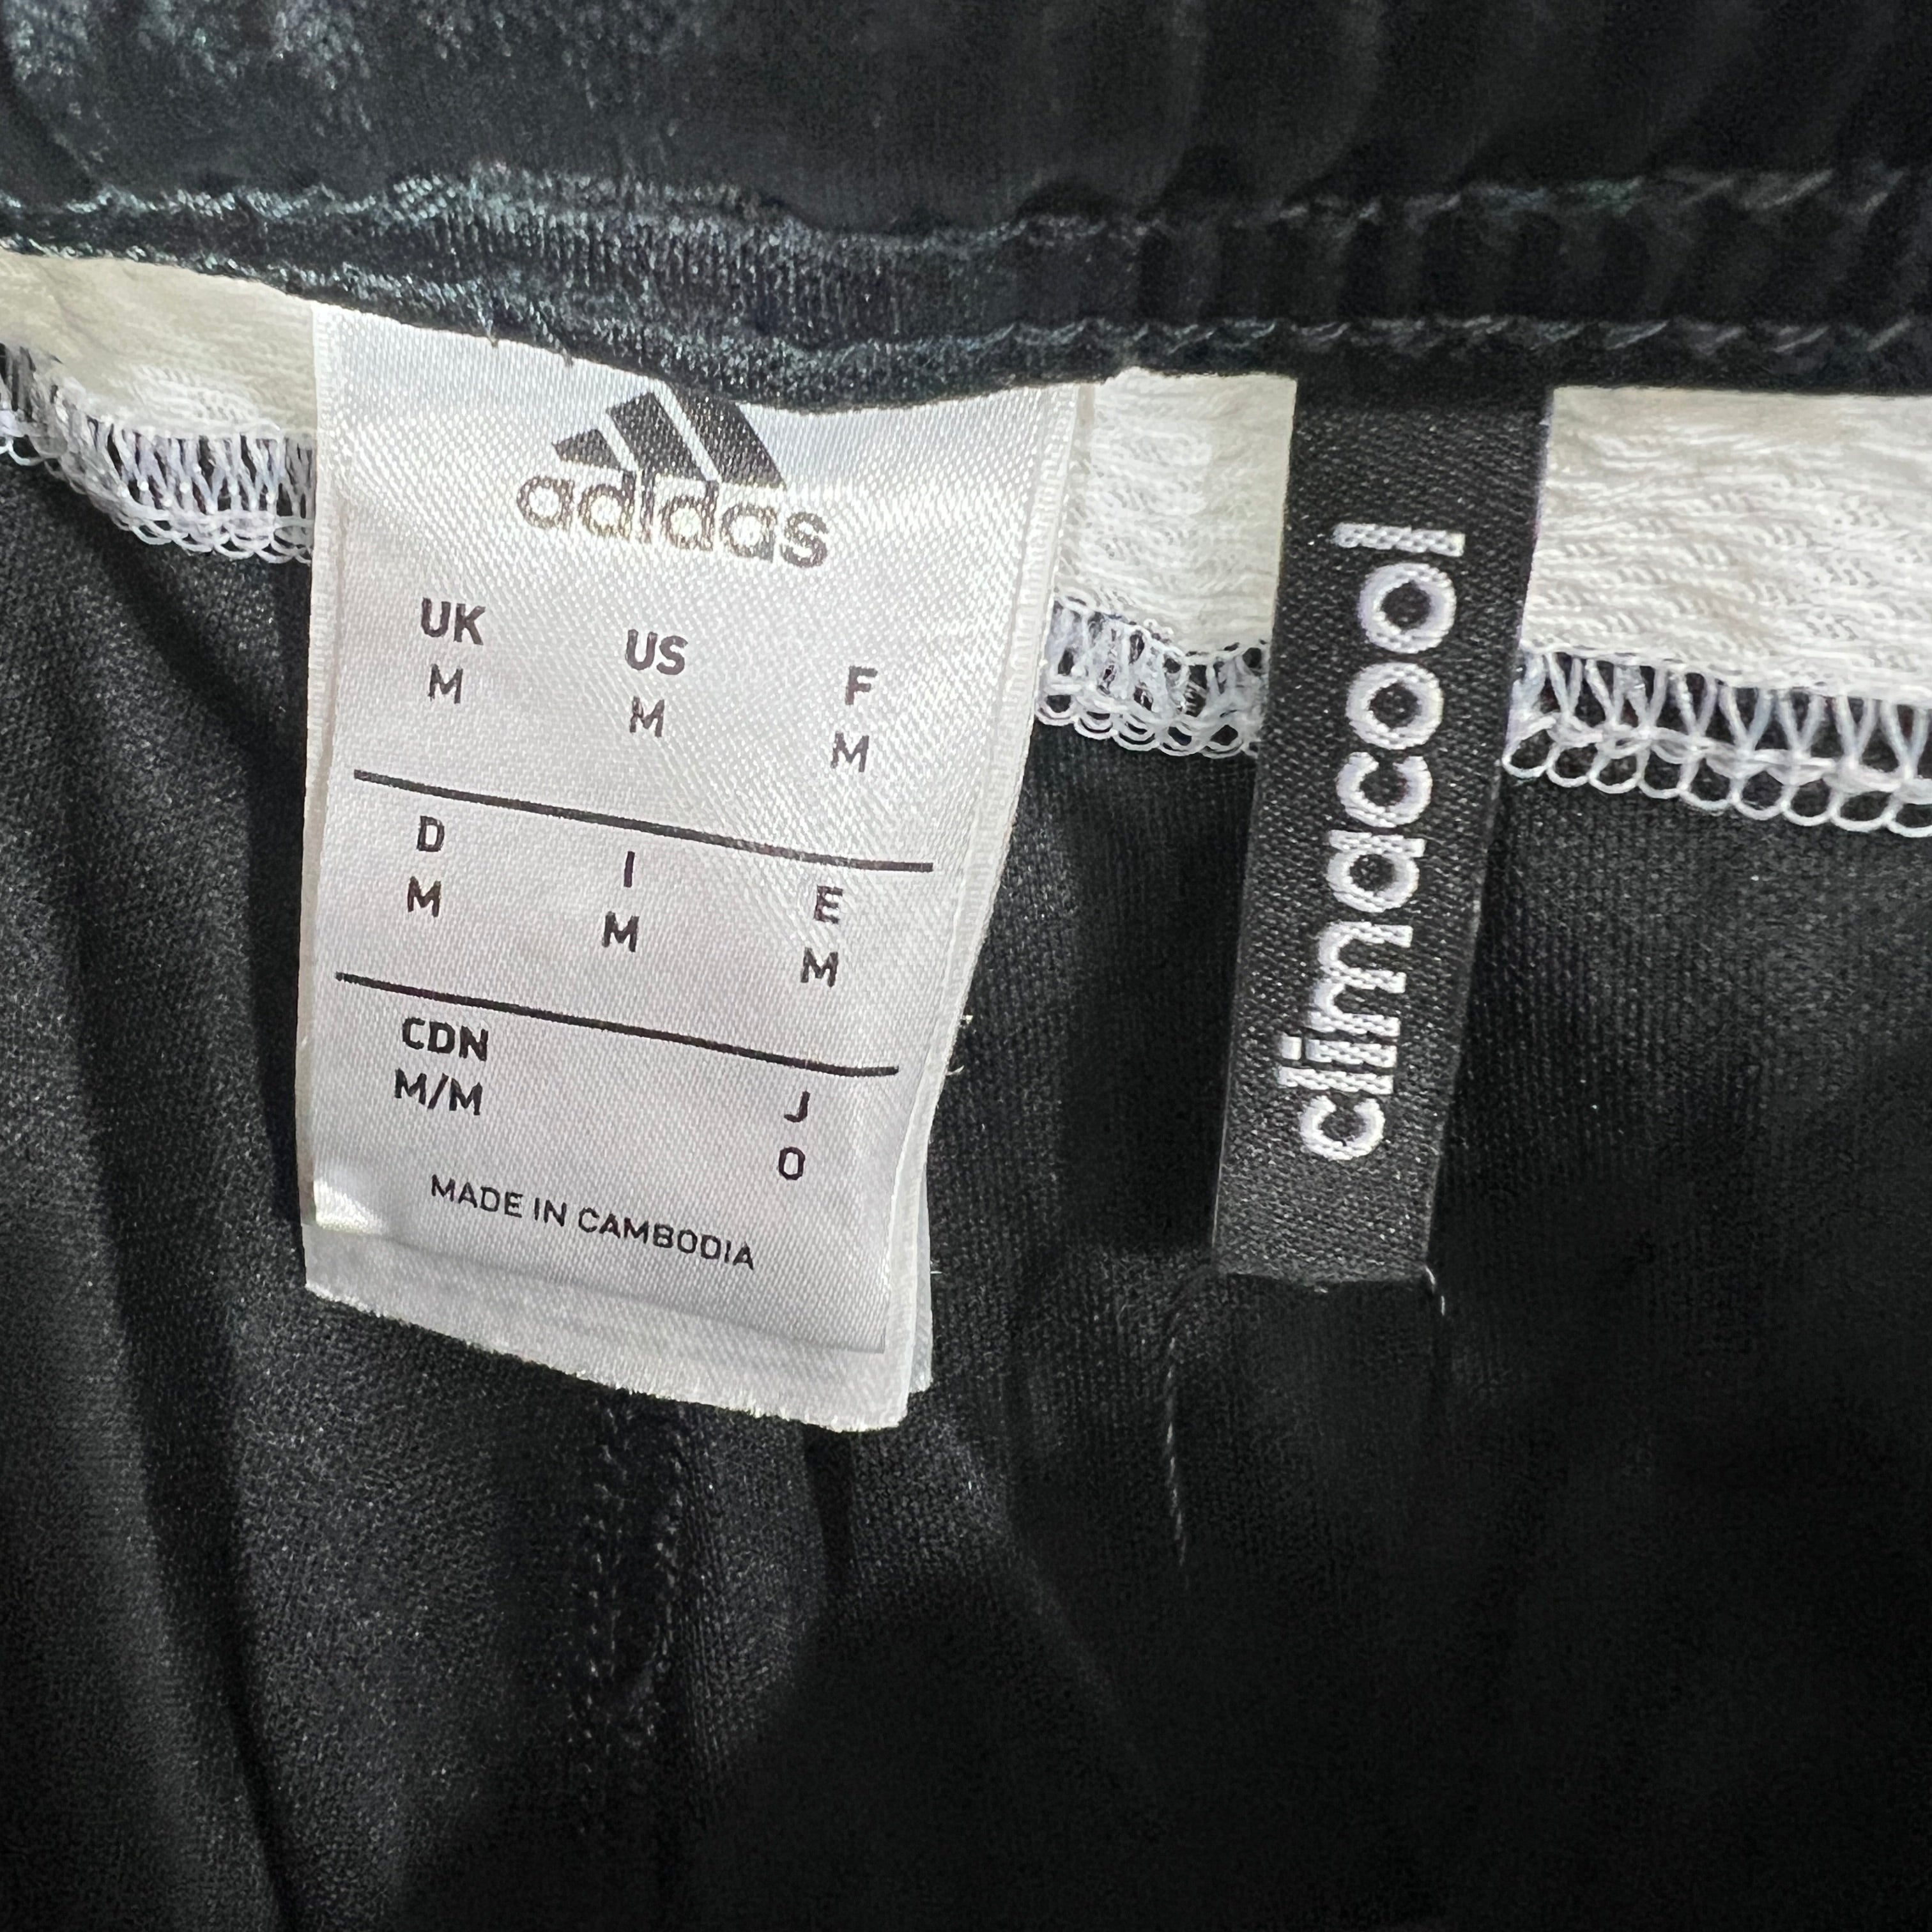 adidas
UK US F
M M M
D I E
M M M
CDN J
M/M O
MADE IN CAMBODIA
climacool